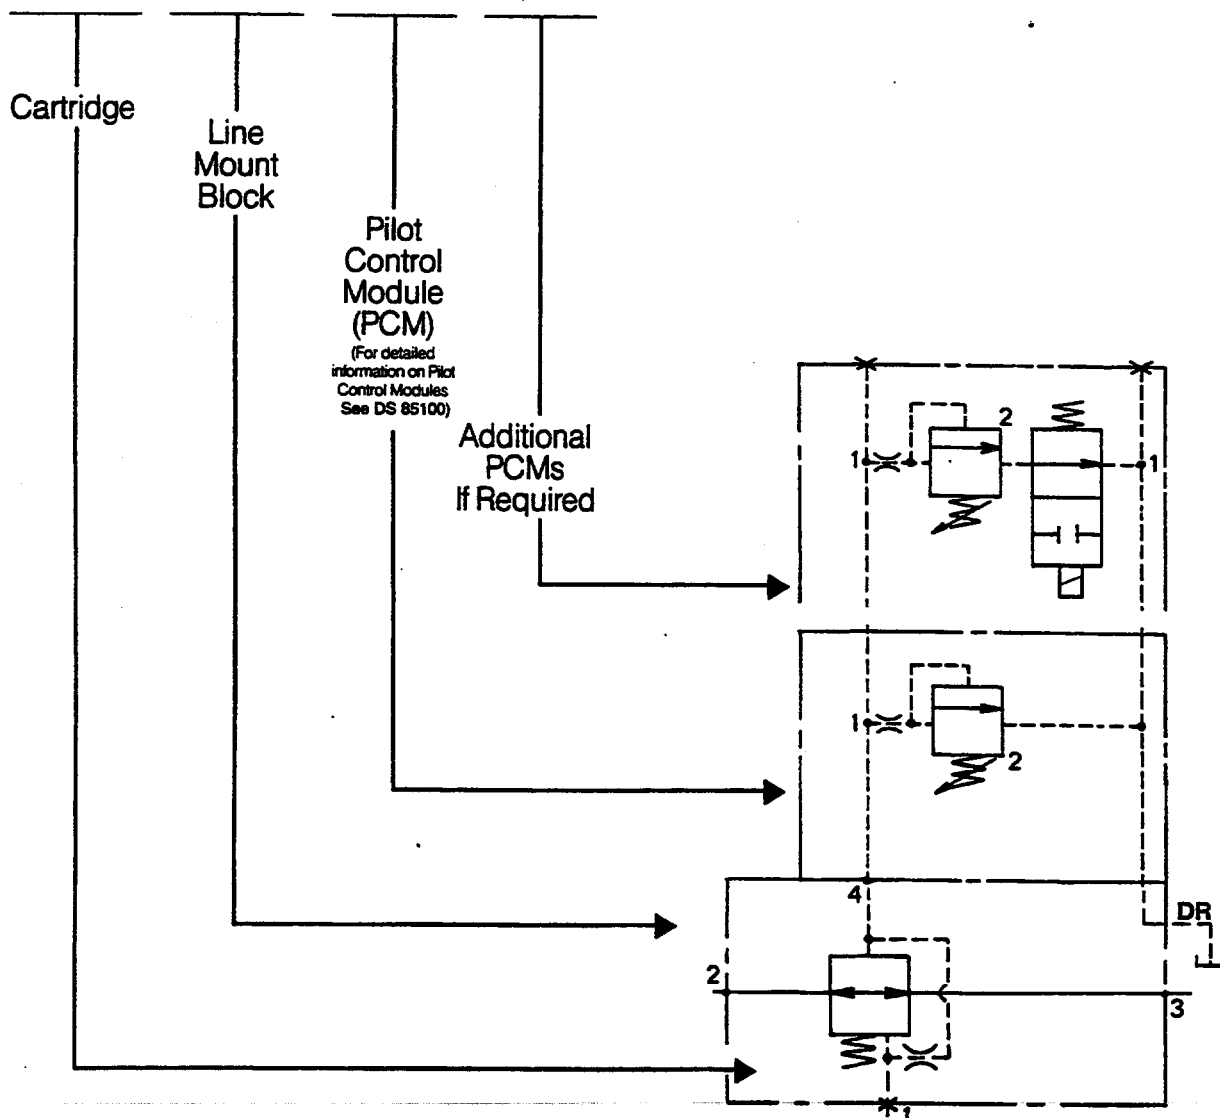 Cartridge
Line
Mount
Block
Pilot
Control
Module
(PCM)
(For detailed
information on Pilot
Control Modules
See DS 85100)
Additional
PCMs
If Required
2
1
1
1
2
4
DR
2
3
1